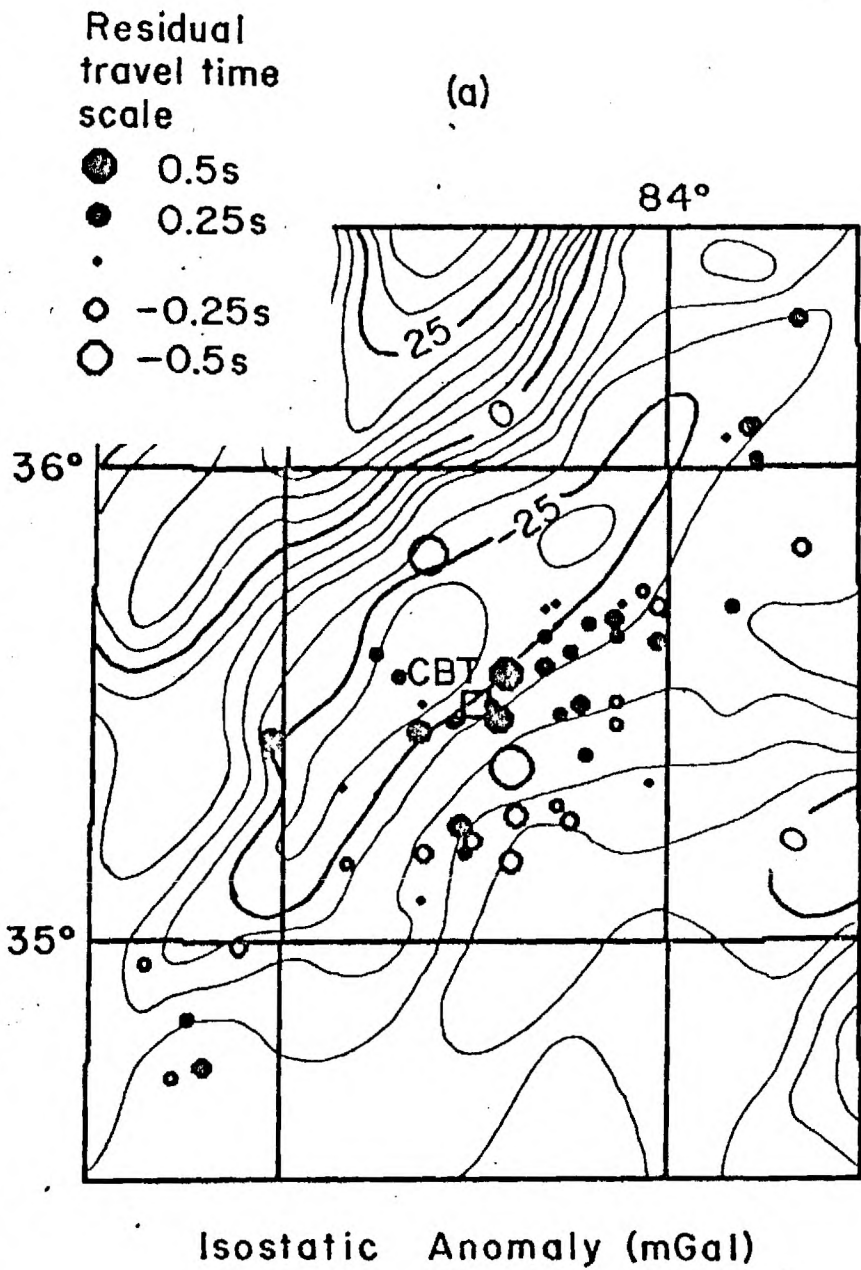 Residual
travel time
scale
(a)
0.5s
0.25s
-0.25s
-0.5s
84°
25
0
36°
-25
CBT
0
35°
Isostatic Anomaly (mGal)